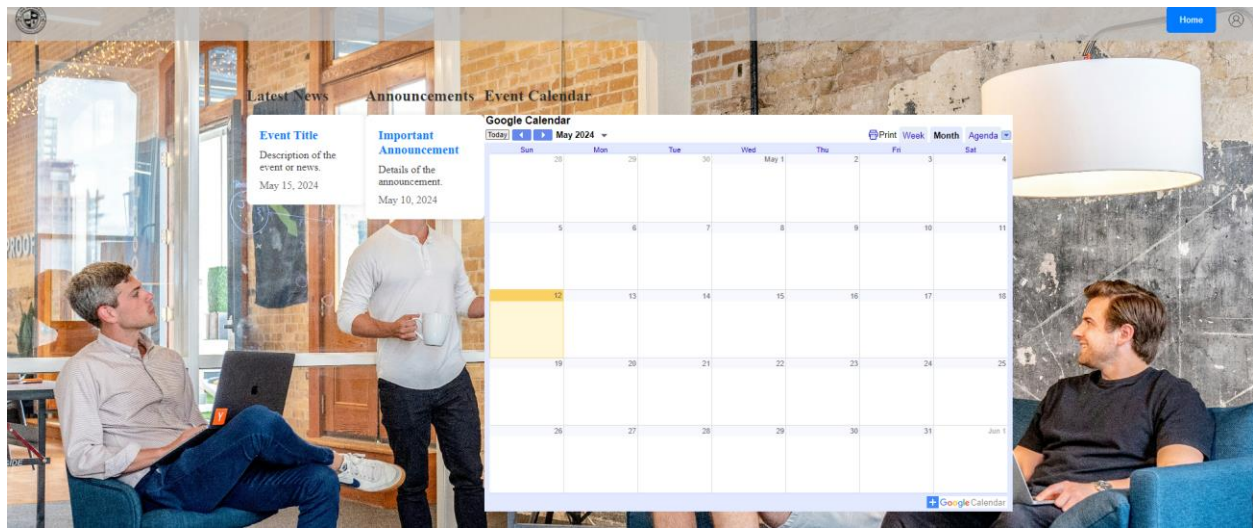 Home
Latest News
Announcements
Event Calendar
Event Title
Description of the
event or news.
May 15, 2024
Important
Announcement
Details of the
announcement.
May 10, 2024
Google Calendar
Today May 2024 Print Week Month Agenda
Sun Mon Tue Wed Thu Fri Sat
28 29 30 May 1 2 3 4
5 6 7 8 9 10 11
12 13 14 15 16 17 18
19 20 21 22 23 24 25
26 27 28 29 30 31 Jun 1
Google Calendar
Y